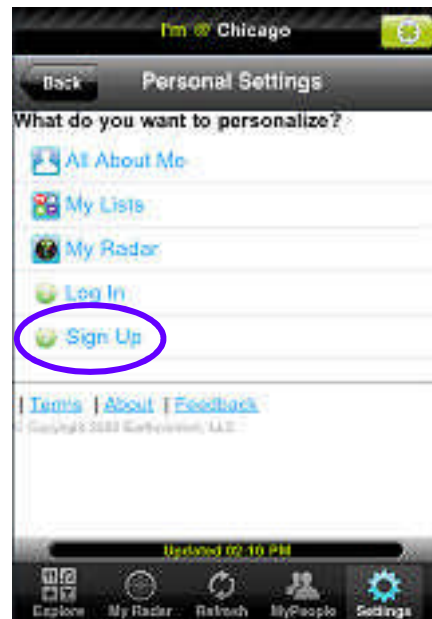 I'm @ Chicago
Back
Personal Settings
What do you want to personalize?
All About Me
My Lists
My Radar
Log In
Sign Up
| Terms | About | Feedback
Updated 02:10 PM
Explore My Radar Refresh MyPeople Settings